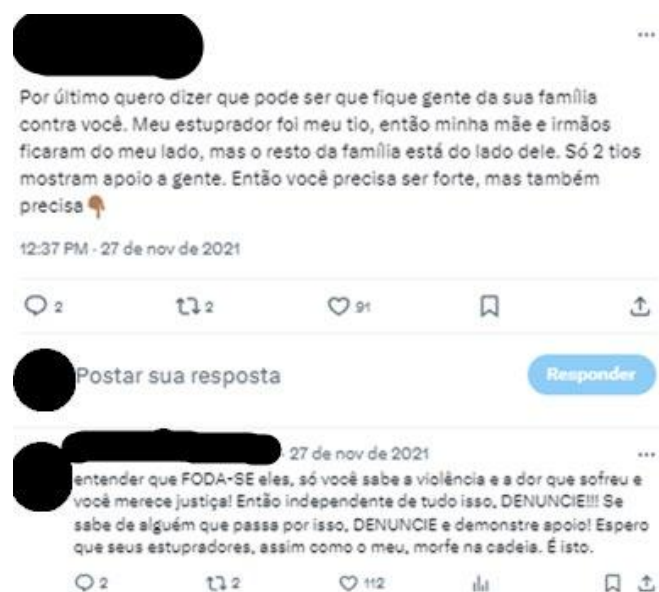 Por último quero dizer que pode ser que fique gente da sua família
contra você. Meu estuprador foi meu tio, então minha mãe e irmãos
ficaram do meu lado, mas o resto da família está do lado dele. Só 2 tios
mostram apoio a gente. Então você precisa ser forte, mas também
precisa👇🏾
12:37 PM · 27 de nov de 2021
2 2 91
Postar sua resposta Responder
· 27 de nov de 2021
entender que FODA-SE eles, só você sabe a violência e a dor que sofreu e
você merece justiça! Então independente de tudo isso, DENUNCIE!!! Se
sabe de alguém que passa por isso, DENUNCIE e demonstre apoio! Espero
que seus estupradores, assim como o meu, morfe na cadeia. É isto.
2 2 112